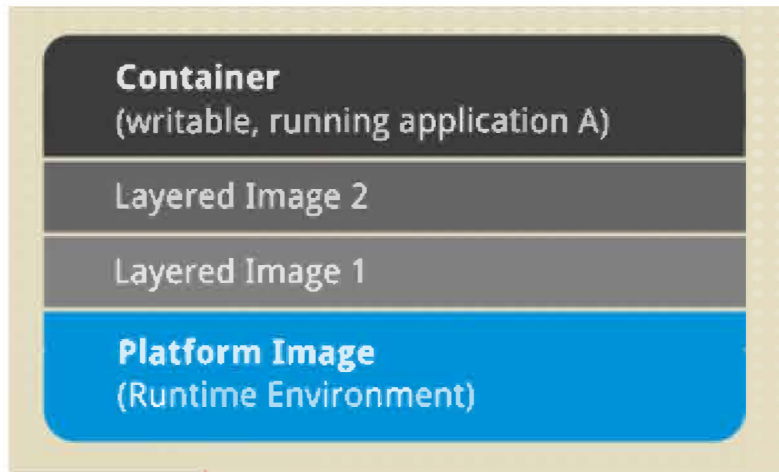 Container
(writable, running application A)
Layered Image 2
Layered Image 1
Platform Image
(Runtime Environment)